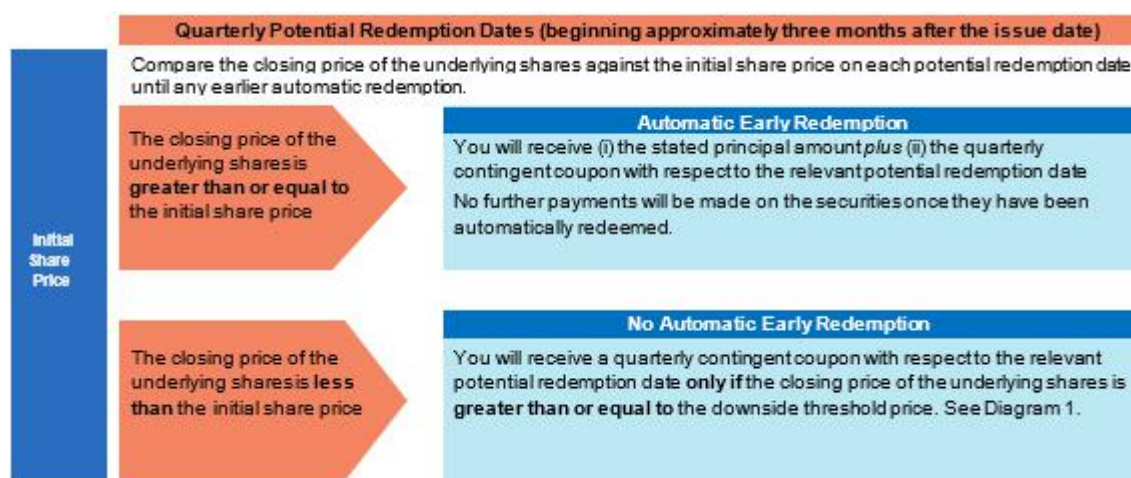 Quarterly Potential Redemption Dates (beginning approximately three months after the issue date)
Compare the closing price of the underlying shares against the initial share price on each potential redemption date
until any earlier automatic redemption.
Initial
Share
Price
The closing price of the
underlying shares is
greater than or equal to
the initial share price
Automatic Early Redemption
You will receive (i) the stated principal amount plus (ii) the quarterly
contingent coupon with respect to the relevant potential redemption date
No further payments will be made on the securities once they have been
automatically redeemed.
The closing price of the
underlying shares is less
than the initial share price
No Automatic Early Redemption
You will receive a quarterly contingent coupon with respect to the relevant
potential redemption date only if the closing price of the underlying shares is
greater than or equal to the downside threshold price. See Diagram 1.